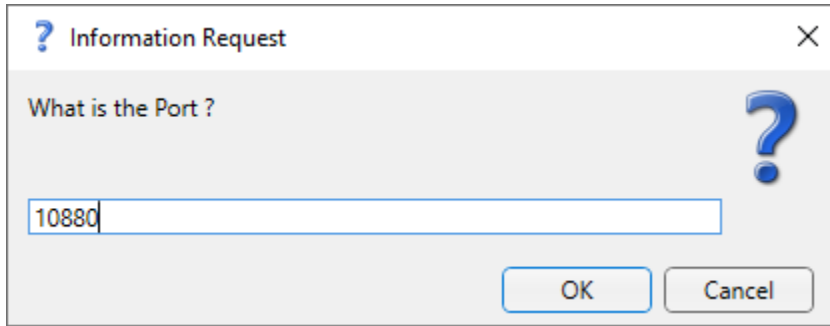 Information Request
What is the Port ?
10880
OK Cancel